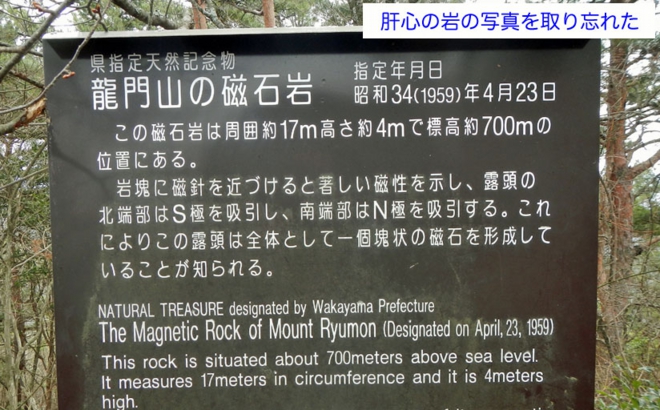 肝心の岩の写真を取り忘れた
県指定天然記念物
龍門山の磁石岩
指定年月日
昭和34(1959)年4月23日
この磁石岩は周囲約17m高さ約4mで標高約700mの
位置にある。
岩塊に磁針を近づけると著しい磁性を示し、露頭の
北端部はS極を吸引し、南端部はN極を吸引する。これ
によりこの露頭は全体として一個塊状の磁石を形成して
いることが知られる。
NATURAL TREASURE designated by Wakayama Prefecture
The Magnetic Rock of Mount Ryumon (Designated on April, 23, 1959)
This rock is situated about 700meters above sea level.
It measures 17meters in circumference and it is 4meters
high.